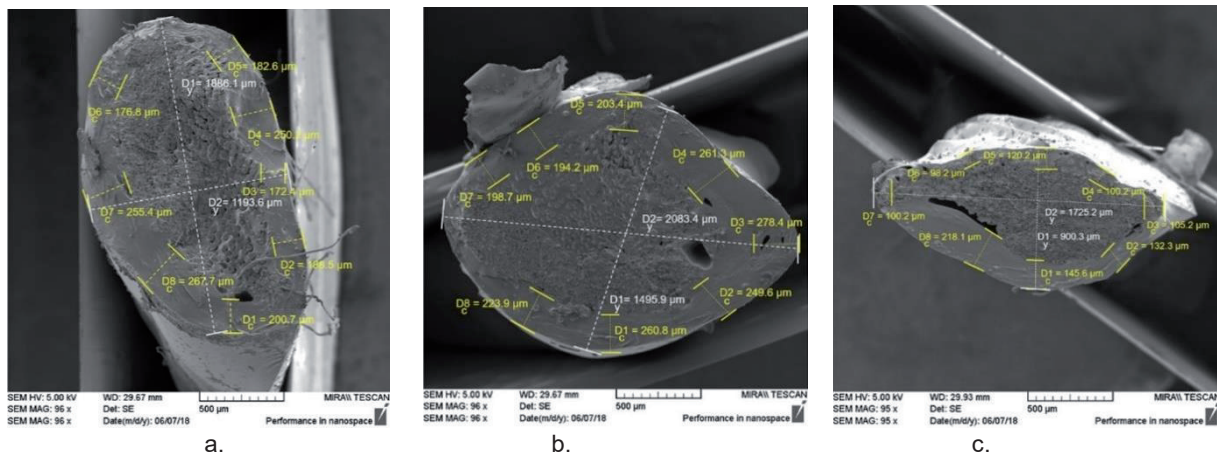 D5= 182.6 µm
c
D1= 1686.1 µm
y
D6 = 176.8 µm
c
D4 = 250.2 µm
c
D3 = 172.4 µm
c
D2= 1193.6 µm
y
D7 = 255.4 µm
c
D2 = 188.5 µm
c
D8 = 267.7 µm
c
D1 = 200.7 µm
c
SEM HV: 5.00 kV WD: 29.67 mm MIRA\\ TESCAN
SEM MAG: 96 x Det: SE 500 µm
SEM MAG: 96 x Date(m/d/y): 06/07/18 Performance in nanospace
a.
D5 = 203.4 µm
c
D4 = 261.3 µm
c
D6 = 194.2 µm
c
D7 = 198.7 µm
c
D2 = 2083.4 µm
y
D3 = 278.4 µm
c
D2 = 249.6 µm
c
D1= 1495.9 µm
y
D8 = 223.9 µm
c
D1 = 260.8 µm
c
SEM HV: 5.00 kV WD: 29.67 mm MIRA\\ TESCAN
SEM MAG: 96 x Det: SE 500 µm
SEM MAG: 96 x Date(m/d/y): 06/07/18 Performance in nanospace
b.
D5= 120.2 µm
c
D6 = 98.2 µm
c
D4 = 100.2 µm
c
D7 = 100.2 µm
c
D2 = 1725.2 µm
y
D3 = 105.2 µm
c
D8 = 218.1 µm
c
D1 = 900.3 µm
y
D2 = 132.3 µm
c
D1 = 145.6 µm
c
SEM HV: 5.00 kV WD: 29.93 mm MIRA\\ TESCAN
SEM MAG: 95 x Det: SE 500 µm
SEM MAG: 95 x Date(m/d/y): 06/07/18 Performance in nanospace
c.